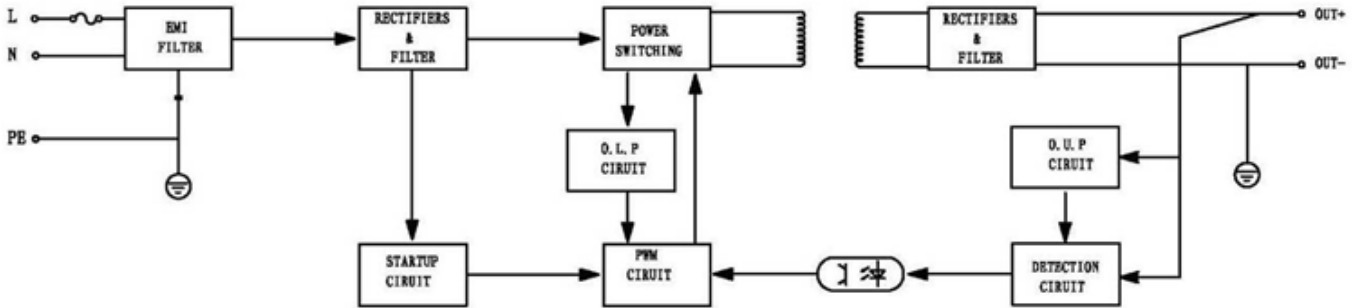 L
N
PE
EMI
FILTER
RECTIFIERS
&
FILTER
POWER
SWITCHING
RECTIFIERS
&
FILTER
OUT+
OUT-
O. L. P
CIRUIT
O. U. P
CIRUIT
STARTUP
CIRUIT
PWM
CIRUIT
DETECTION
CIRUIT